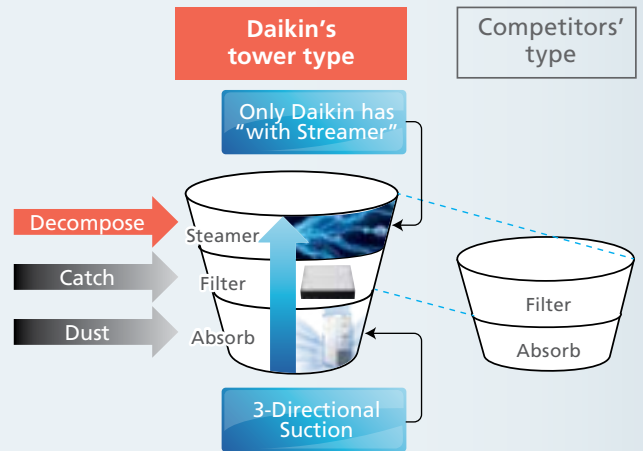 Daikin's
tower type
Competitors'
type
Only Daikin has
"with Streamer"
Decompose
Steamer
Catch
Filter
Filter
Dust
Absorb
Absorb
3-Directional
Suction